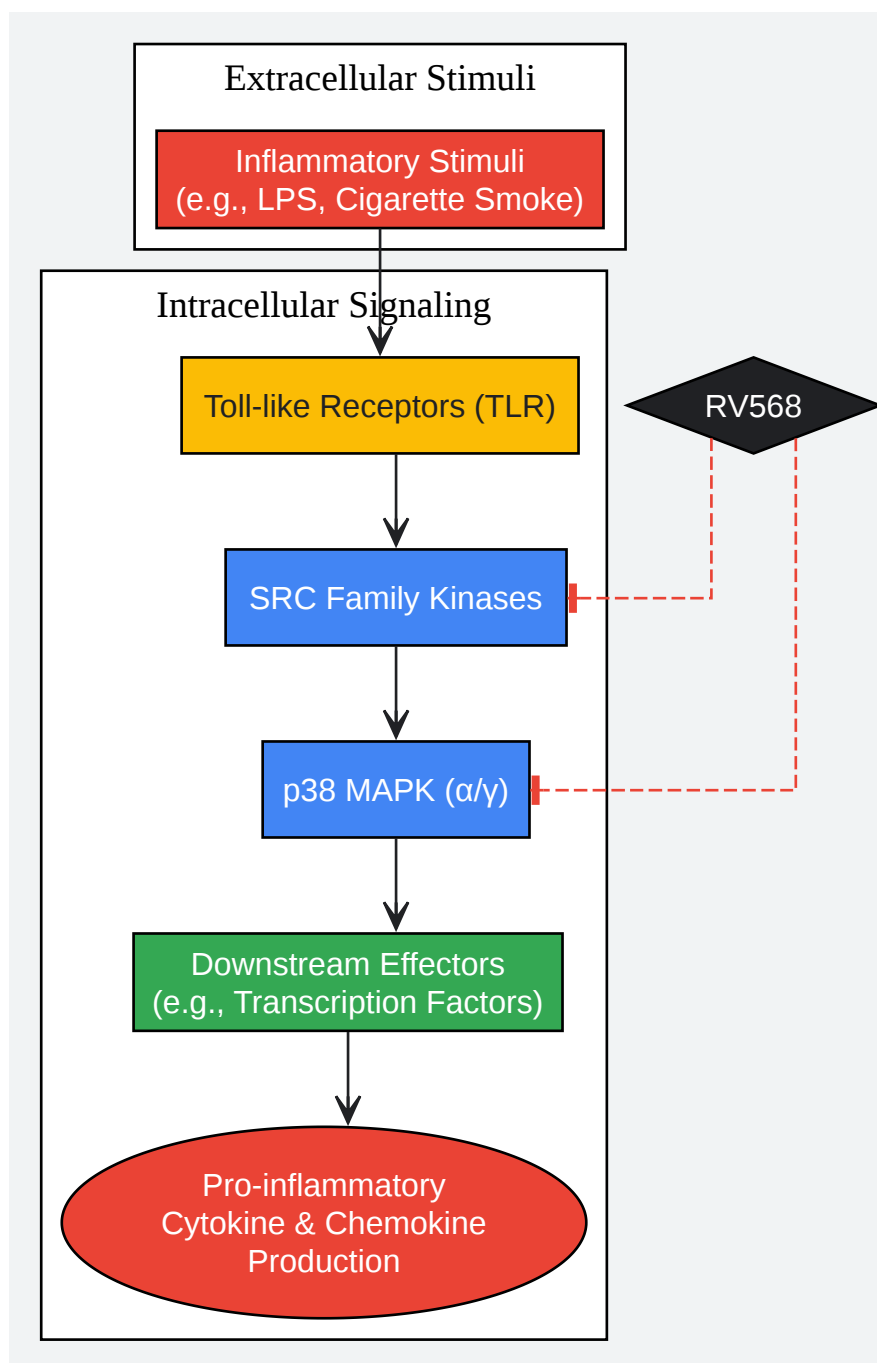 Extracellular Stimuli
Inflammatory Stimuli
(e.g., LPS, Cigarette Smoke)
Intracellular Signaling
Toll-like Receptors (TLR)
RV568
SRC Family Kinases
p38 MAPK (α/γ)
Downstream Effectors
(e.g., Transcription Factors)
Pro-inflammatory
Cytokine & Chemokine
Production